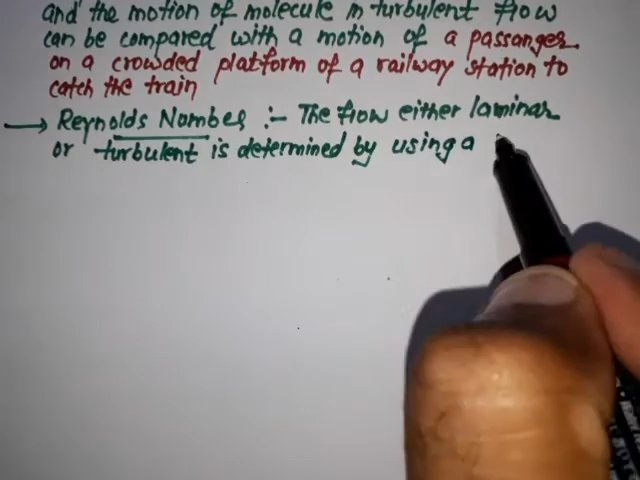 and the motion of molecule in turbulent flow
can be compared with a motion of a passanger
on a crowded platform of a railway station to
catch the train
→ Reynolds Number :- The flow either laminar
or turbulent is determined by using a